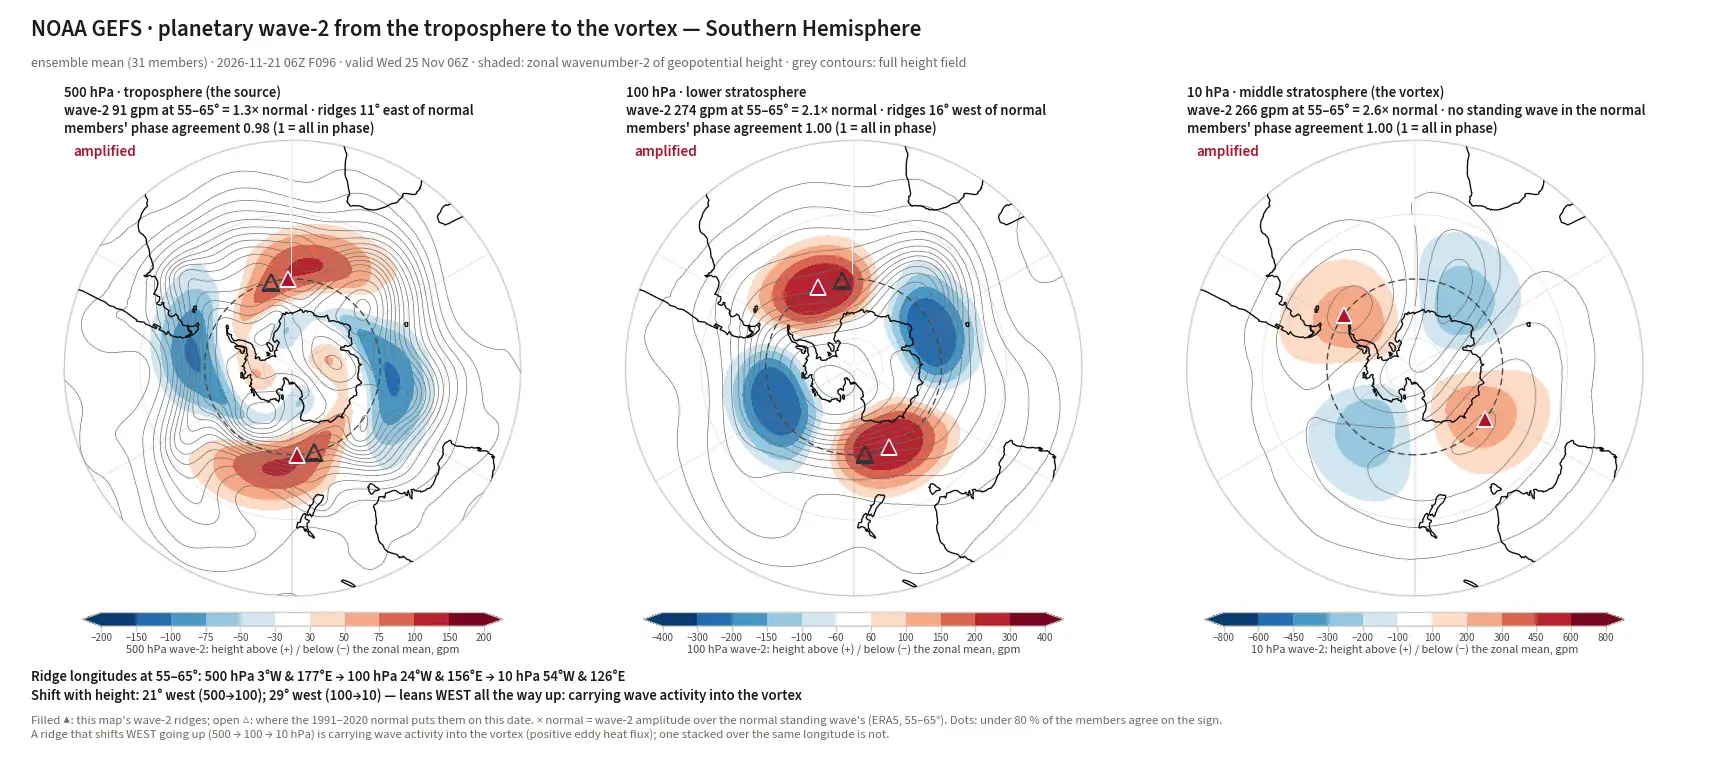 NOAA GEFS · planetary wave-2 from the troposphere to the vortex — Southern Hemisphere
ensemble mean (31 members) · 2026-11-21 06Z F096 · valid Wed 25 Nov 06Z · shaded: zonal wavenumber-2 of geopotential height · grey contours: full height field
500 hPa · troposphere (the source)
wave-2 91 gpm at 55–65° = 1.3× normal · ridges 11° east of normal
members' phase agreement 0.98 (1 = all in phase)
amplified
100 hPa · lower stratosphere
wave-2 274 gpm at 55–65° = 2.1× normal · ridges 16° west of normal
members' phase agreement 1.00 (1 = all in phase)
amplified
10 hPa · middle stratosphere (the vortex)
wave-2 266 gpm at 55–65° = 2.6× normal · no standing wave in the normal
members' phase agreement 1.00 (1 = all in phase)
amplified
−200 −150 −100 −75 −50 −30 30 50 75 100 150 200
500 hPa wave-2: height above (+) / below (−) the zonal mean, gpm
−400 −300 −200 −150 −100 −60 60 100 150 200 300 400
100 hPa wave-2: height above (+) / below (−) the zonal mean, gpm
−800 −600 −450 −300 −200 −100 100 200 300 450 600 800
10 hPa wave-2: height above (+) / below (−) the zonal mean, gpm
Ridge longitudes at 55–65°: 500 hPa 3°W & 177°E → 100 hPa 24°W & 156°E → 10 hPa 54°W & 126°E
Shift with height: 21° west (500→100); 29° west (100→10) — leans WEST all the way up: carrying wave activity into the vortex
Filled ▲: this map's wave-2 ridges; open △: where the 1991–2020 normal puts them on this date. × normal = wave-2 amplitude over the normal standing wave's (ERA5, 55–65°). Dots: under 80 % of the members agree on the sign.
A ridge that shifts WEST going up (500 → 100 → 10 hPa) is carrying wave activity into the vortex (positive eddy heat flux); one stacked over the same longitude is not.